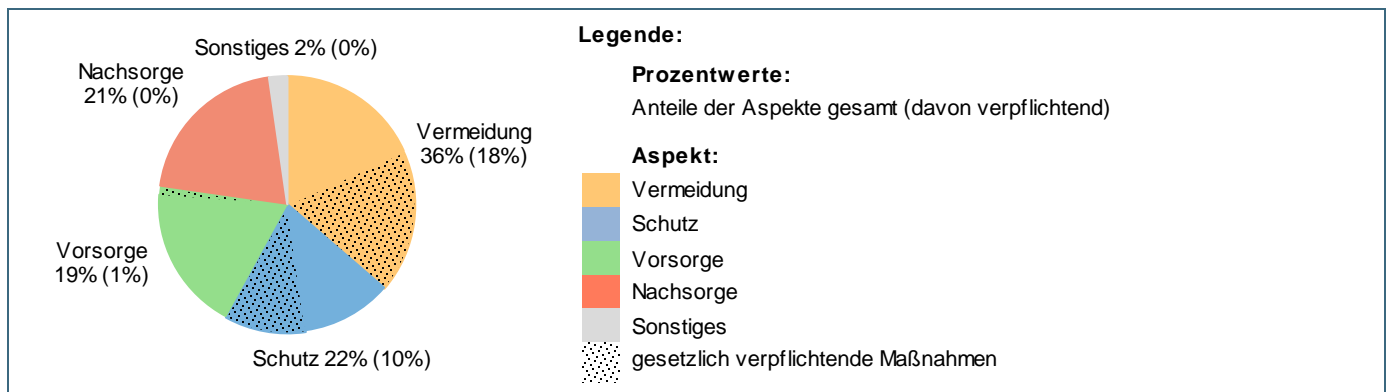 Sonstiges 2% (0%)
Nachsorge
21% (0%)
Vermeidung
36% (18%)
Vorsorge
19% (1%)
Schutz 22% (10%)
Legende:
Prozentwerte:
Anteile der Aspekte gesamt (davon verpflichtend)
Aspekt:
Vermeidung
Schutz
Vorsorge
Nachsorge
Sonstiges
gesetzlich verpflichtende Maßnahmen